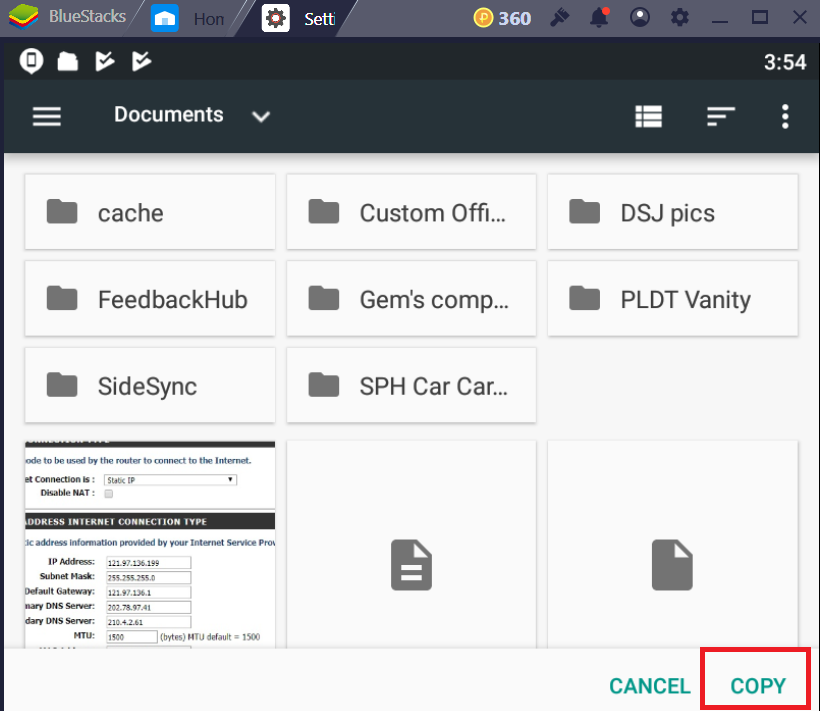 BlueStacks Hon Setti 360
3:54
Documents
cache Custom Offi... DSJ pics
FeedbackHub Gem's comp... PLDT Vanity
SideSync SPH Car Car...
ode to be used by the router to connect to the Internet.
et Connection is : Static IP
Disable NAT :
ADDRESS INTERNET CONNECTION TYPE
tic address information provided by your Internet Service Prov
IP Address: 121.97.136.199
Subnet Mask: 255.255.255.0
Default Gateway: 121.97.136.1
mary DNS Server: 202.78.97.41
dary DNS Server: 210.4.2.61
MTU: 1500 (bytes) MTU default = 1500
CANCEL COPY